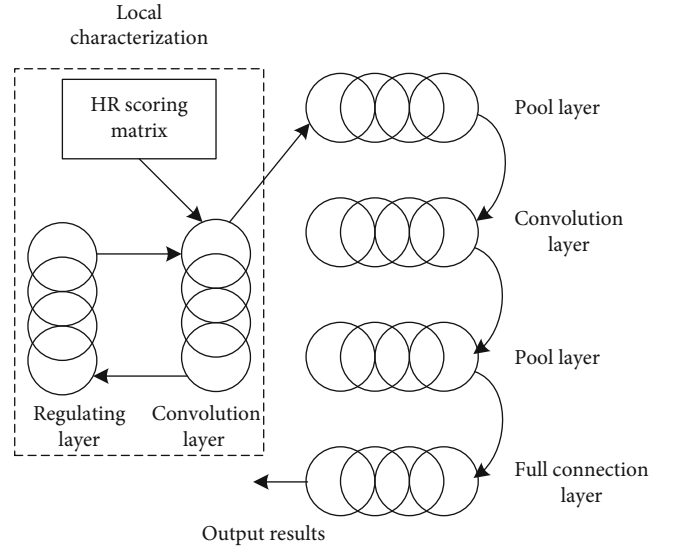 Local
characterization
HR scoring
matrix
Regulating
layer
Convolution
layer
Pool layer
Convolution
layer
Pool layer
Full connection
layer
Output results